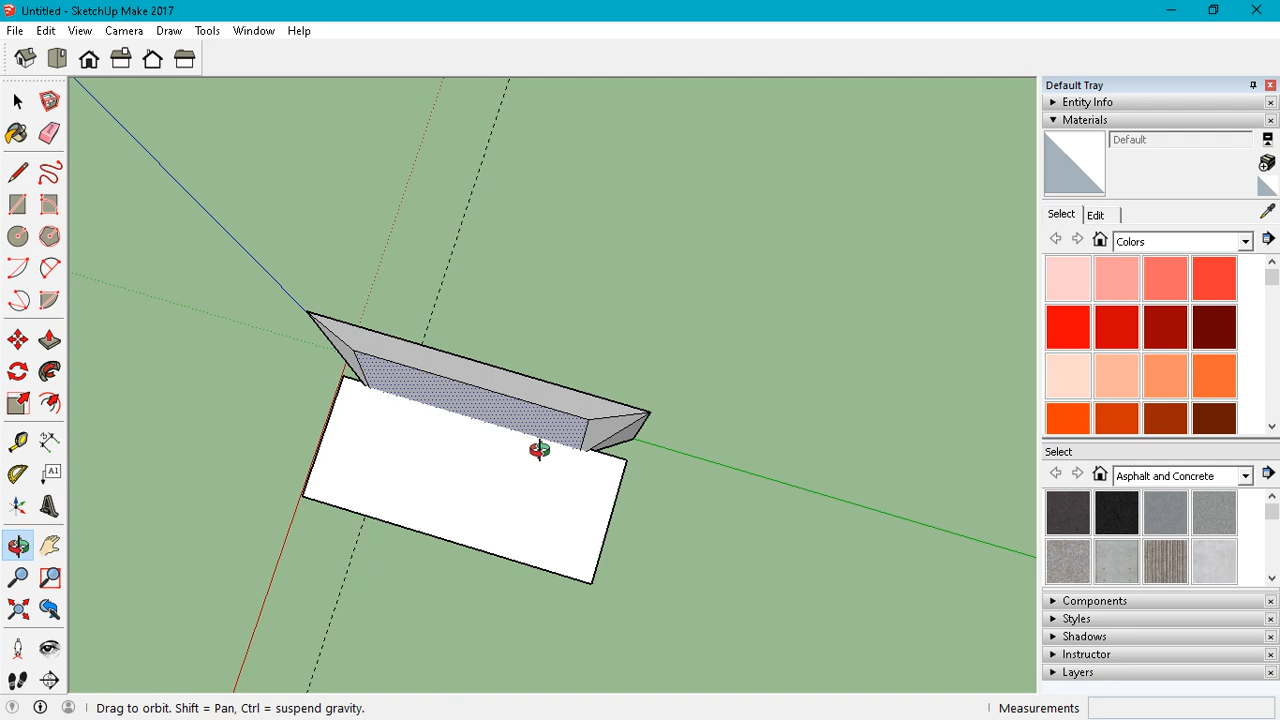 Untitled - SketchUp Make 2017
File Edit View Camera Draw Tools Window Help
Default Tray
Entity Info
Materials
Default
Select Edit
Colors
Select
Asphalt and Concrete
A1
Components
Styles
Shadows
Instructor
Layers
Drag to orbit. Shift = Pan, Ctrl = suspend gravity.
Measurements